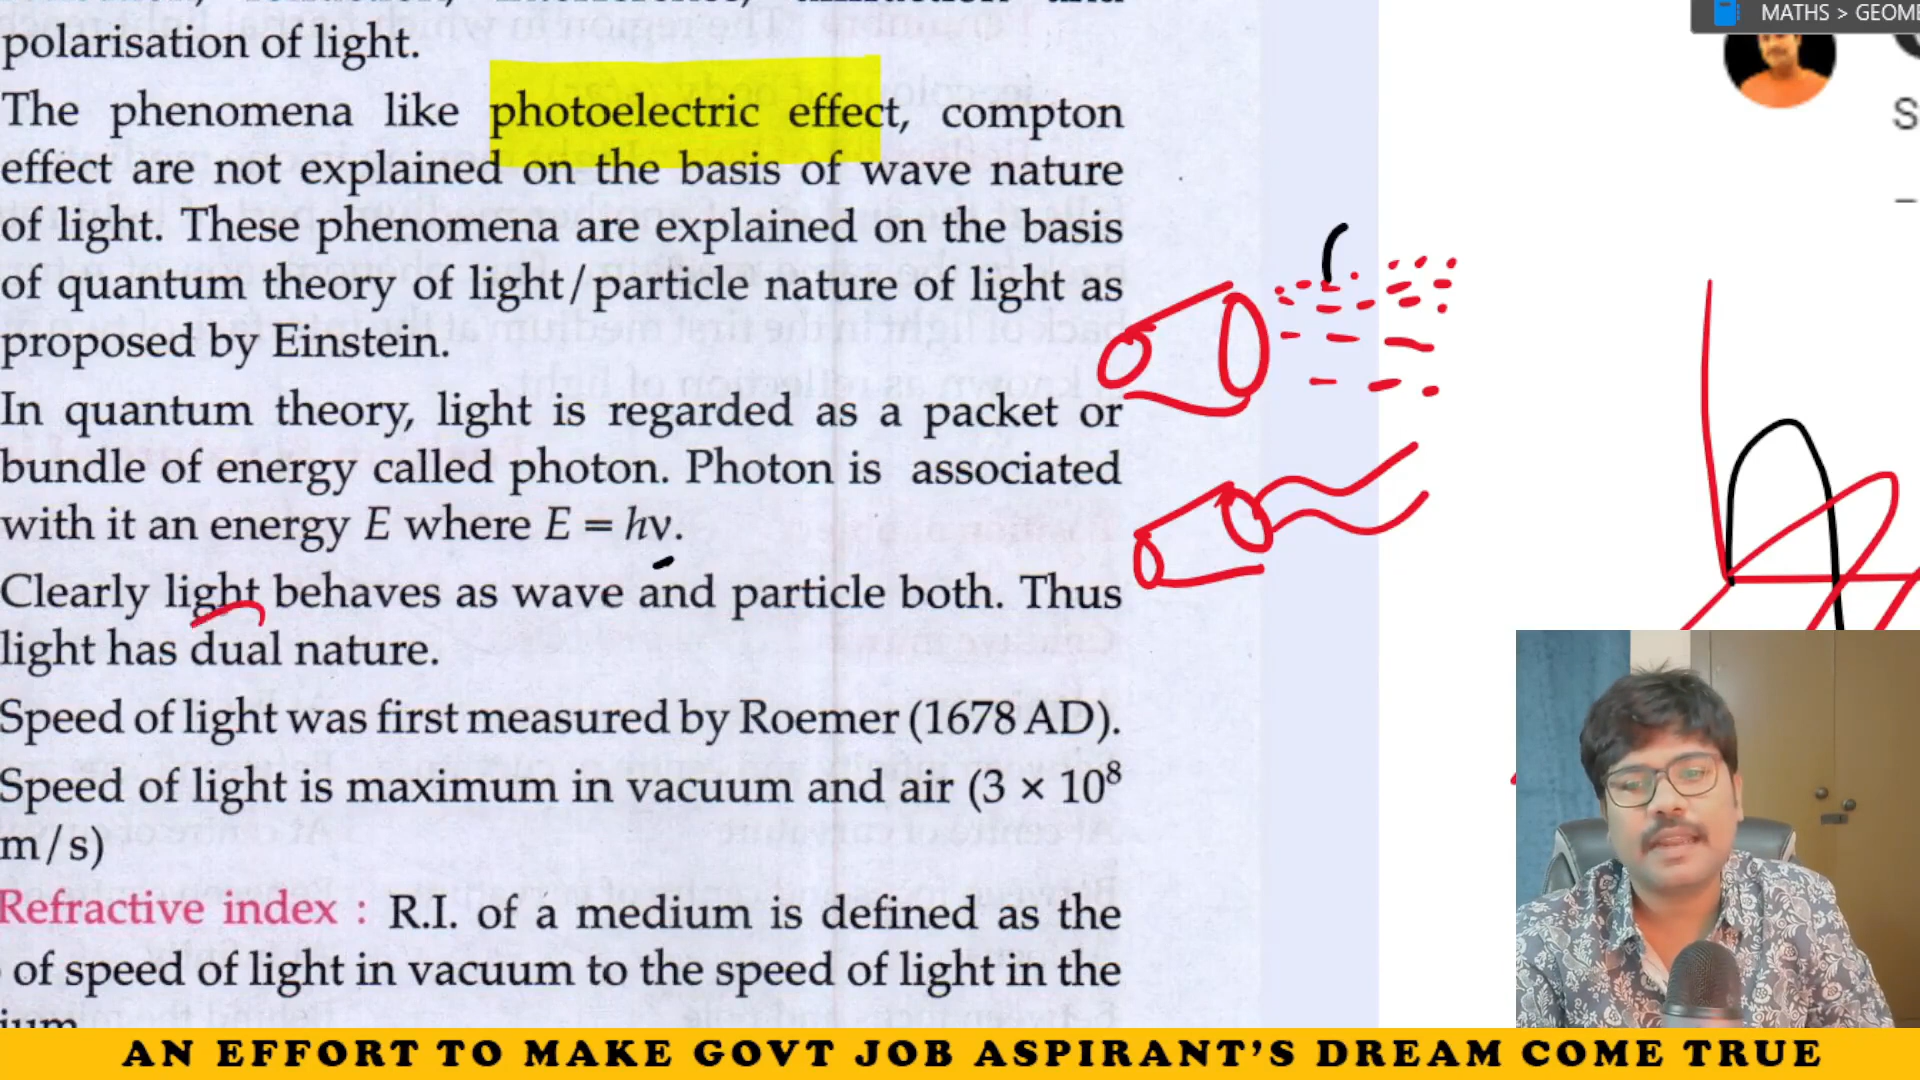 polarisation of light.
The phenomena like photoelectric effect, compton
effect are not explained on the basis of wave nature
of light. These phenomena are explained on the basis
of quantum theory of light/particle nature of light as
proposed by Einstein.
In quantum theory, light is regarded as a packet or
bundle of energy called photon. Photon is associated
with it an energy E where E = hν.
Clearly light behaves as wave and particle both. Thus
light has dual nature.
Speed of light was first measured by Roemer (1678 AD).
Speed of light is maximum in vacuum and air (3 × 10⁸
m/s)
Refractive index : R.I. of a medium is defined as the
of speed of light in vacuum to the speed of light in the
MATHS > GEOME
S
AN EFFORT TO MAKE GOVT JOB ASPIRANT'S DREAM COME TRUE